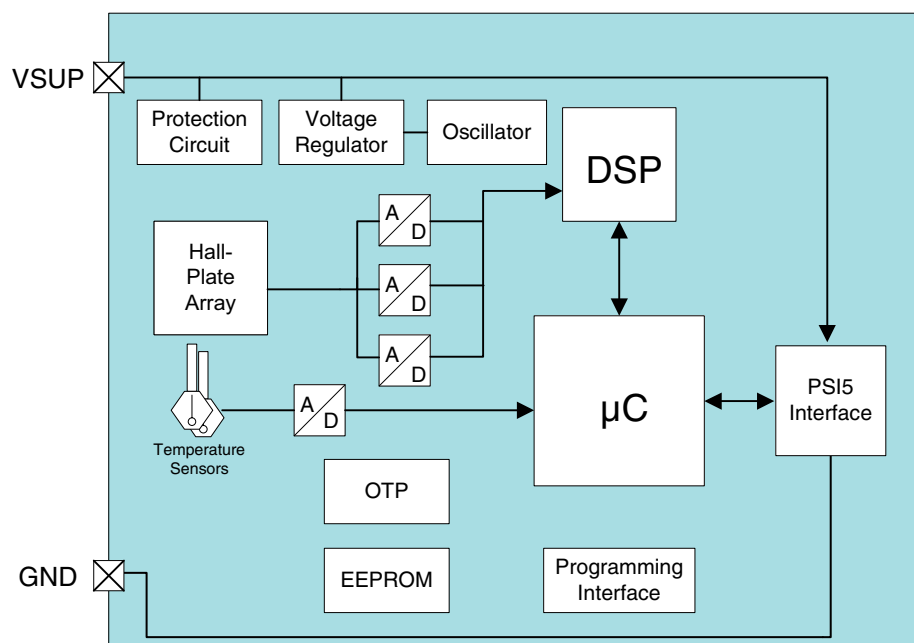 VSUP
Protection
Circuit
Voltage
Regulator
Oscillator
DSP
Hall-
Plate
Array
A
D
A
D
A
D
µC
PSI5
Interface
A
D
Temperature
Sensors
OTP
GND
EEPROM
Programming
Interface